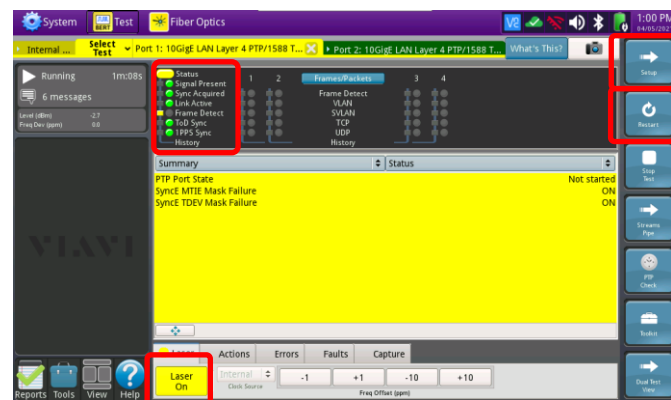 System Test Fiber Optics 1:00 PM
04/05/202
Internal ... Select Test Port 1: 10GigE LAN Layer 4 PTP/1588 T... Port 2: 10GigE LAN Layer 4 PTP/1588 T... What's This?
Running 1m:08s
6 messages
Level (dBm) -2.7
Freq Dev (ppm) 0.0
VIAVI
Status
Signal Present
Sync Acquired
Link Active
Frame Detect
ToD Sync
1PPS Sync
History
1 2 Frames/Packets 3 4
Frame Detect
VLAN
SVLAN
TCP
UDP
History
Summary Status
PTP Port State Not started
SyncE MTIE Mask Failure ON
SyncE TDEV Mask Failure ON
Laser Actions Errors Faults Capture
Laser On
Internal
Clock Source
-1 +1 -10 +10
Freq Offset (ppm)
Reports Tools View Help
Setup
Restart
Stop Test
Streams Pipe
PTP Check
Toolkit
Dual Test View